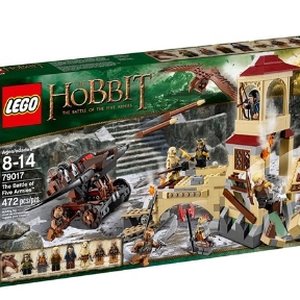 LEGO
THE HOBBIT
THE BATTLE OF THE FIVE ARMIES
Ages/edades
8-14
79017
The Battle of
Five Armies
472 pcs/pzs